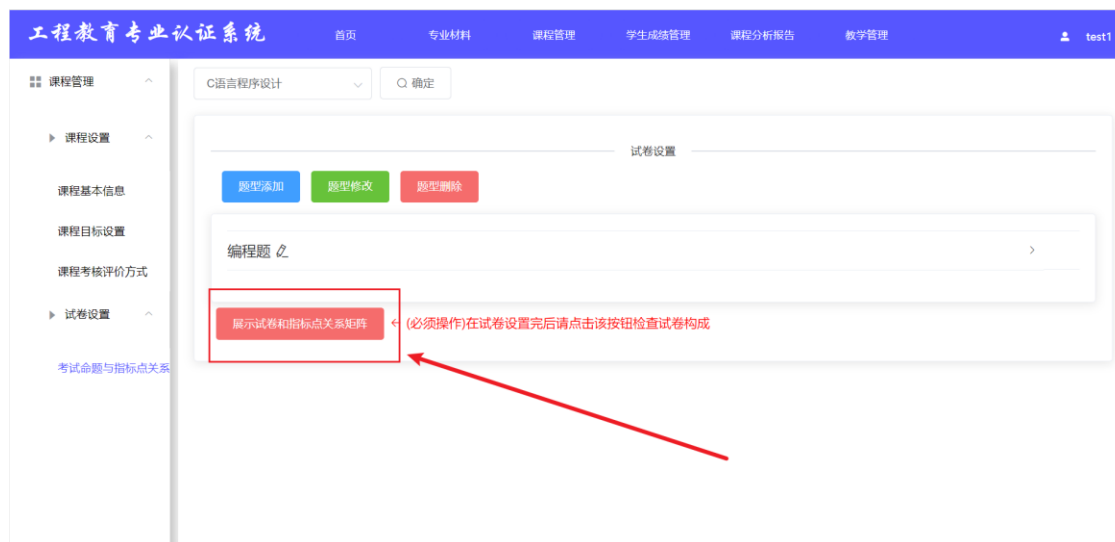 工程教育专业认证系统 首页 专业材料 课程管理 学生成绩管理 课程分析报告 教学管理 test1
课程管理
C语言程序设计 确定
课程设置
试卷设置
题型添加 题型修改 题型删除
课程基本信息
课程目标设置
编程题
课程考核评价方式
试卷设置
展示试卷和指标点关系矩阵 ←(必须操作)在试卷设置完后请点击该按钮检查试卷构成
考试命题与指标点关系